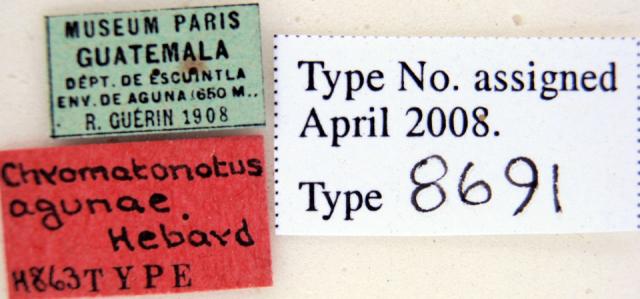 MUSEUM PARIS
GUATEMALA
DÉPT. DE ESCUINTLA
ENV. DE AGUNA (650 M..
R. GUÉRIN 1908
Chromatonotus
agunae.
Hebard
H863 TYPE
Type No. assigned
April 2008.
Type 8691